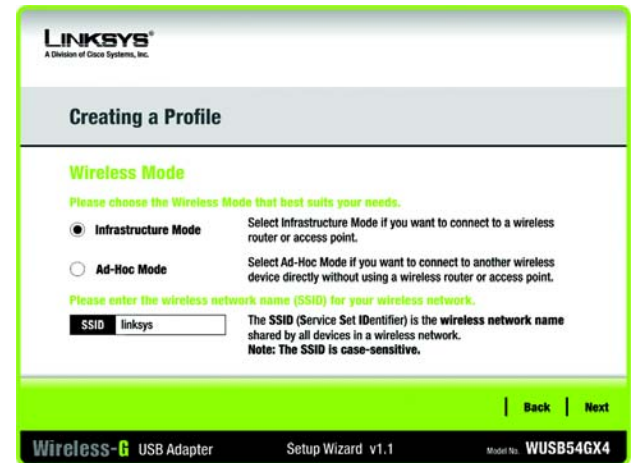 LINKSYS®
A Division of Cisco Systems, Inc.
Creating a Profile
Wireless Mode
Please choose the Wireless Mode that best suits your needs.
Infrastructure Mode
Select Infrastructure Mode if you want to connect to a wireless
router or access point.
Ad-Hoc Mode
Select Ad-Hoc Mode if you want to connect to another wireless
device directly without using a wireless router or access point.
Please enter the wireless network name (SSID) for your wireless network.
SSID linksys
The SSID (Service Set IDentifier) is the wireless network name
shared by all devices in a wireless network.
Note: The SSID is case-sensitive.
Back Next
Wireless-G USB Adapter Setup Wizard v1.1 Model No. WUSB54GX4